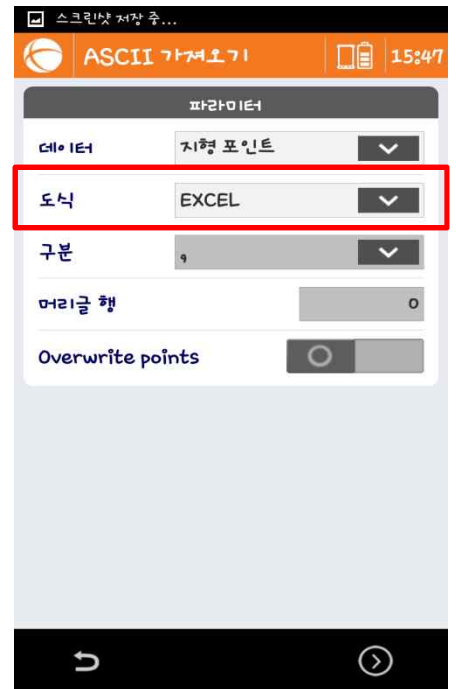 스크린샷 저장 중...
ASCII 가져오기 15:47
파라미터
데이터 지형 포인트
도식 EXCEL
구분 ,
머리글 행 0
Overwrite points